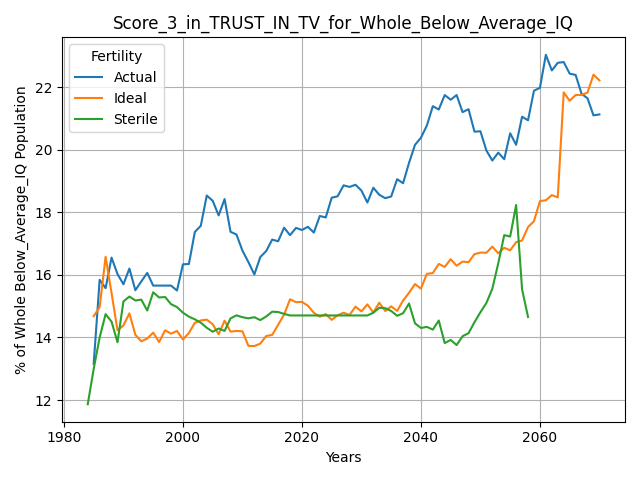 Score_3_in_TRUST_IN_TV_for_Whole_Below_Average_IQ
% of Whole Below_Average_IQ Population
Fertility
Actual
Ideal
Sterile
22
20
18
16
14
12
1980
2000
2020
2040
2060
Years